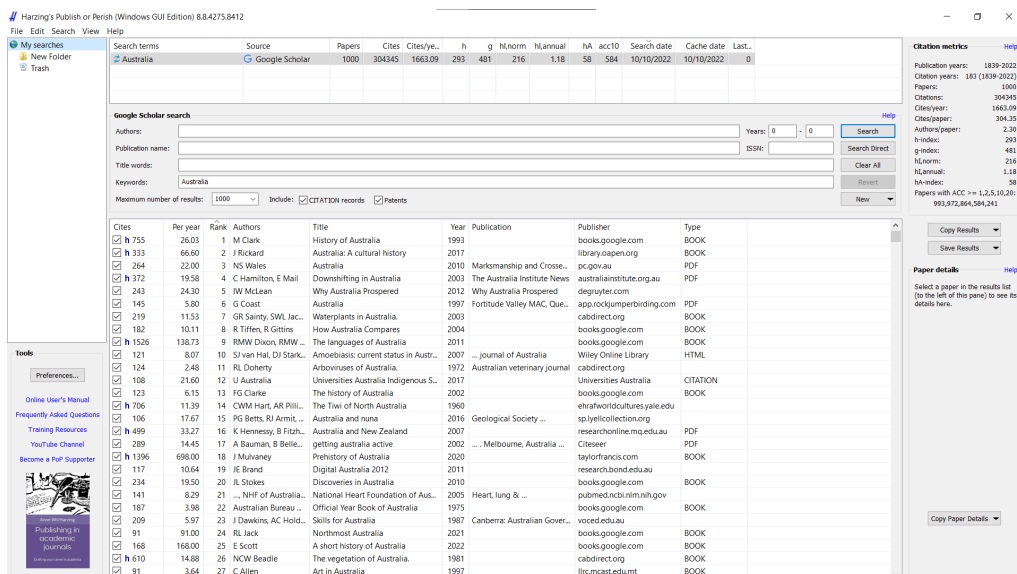 Harzing's Publish or Perish (Windows GUI Edition) 8.8.4275.8412
File Edit Search View Help
My searches
New Folder
Trash
Search terms Source Papers Cites Cites/ye... h g hI,norm hI,annual hA acc10 Search date Cache date Last...
Australia Google Scholar 1000 304345 1663.09 293 481 216 1.18 58 584 10/10/2022 10/10/2022 0
Google Scholar search Help
Authors: Years: 0 - 0 Search
Publication name: ISSN: Search Direct
Title words: Clear All
Keywords: Australia Revert
Maximum number of results: 1000 Include: CITATION records Patents New
Cites Per year Rank Authors Title Year Publication Publisher Type
h 755 26.03 1 M Clark History of Australia 1993 books.google.com BOOK
h 333 66.60 2 J Rickard Australia: A cultural history 2017 library.oapen.org BOOK
264 22.00 3 NS Wales Australia 2010 Marksmanship and Crosse... pc.gov.au PDF
h 372 19.58 4 C Hamilton, E Mail Downshifting in Australia 2003 The Australia Institute News australiainstitute.org.au PDF
243 24.30 5 IW McLean Why Australia Prospered 2012 Why Australia Prospered degruyter.com
145 5.80 6 G Coast Australia 1997 Fortitude Valley MAC, Que... app.rockjumperbirding.com PDF
219 11.53 7 GR Sainty, SWL Jac... Waterplants in Australia. 2003 cabdirect.org BOOK
182 10.11 8 R Tiffen, R Gittins How Australia Compares 2004 books.google.com BOOK
h 1526 138.73 9 RMW Dixon, RMW ... The languages of Australia 2011 books.google.com BOOK
121 8.07 10 SJ van Hal, DJ Stark... Amoebiasis: current status in Austr... 2007 ... journal of Australia Wiley Online Library HTML
124 2.48 11 RL Doherty Arboviruses of Australia. 1972 Australian veterinary journal cabdirect.org
108 21.60 12 U Australia Universities Australia Indigenous S... 2017 Universities Australia CITATION
123 6.15 13 FG Clarke The history of Australia 2002 books.google.com BOOK
h 706 11.39 14 CWM Hart, AR Pilli... The Tiwi of North Australia 1960 ehrafworldcultures.yale.edu
106 17.67 15 PG Betts, RJ Armit, ... Australia and nuna 2016 Geological Society ... sp.lyellcollection.org
h 499 33.27 16 K Hennessy, B Fitzh... Australia and New Zealand 2007 researchonline.mq.edu.au PDF
289 14.45 17 A Bauman, B Belle... getting australia active 2002 ... . Melbourne, Australia ... Citeseer PDF
h 1396 698.00 18 J Mulvaney Prehistory of Australia 2020 taylorfrancis.com BOOK
117 10.64 19 JE Brand Digital Australia 2012 2011 research.bond.edu.au
234 19.50 20 JL Stokes Discoveries in Australia 2010 books.google.com BOOK
141 8.29 21 ..., NHF of Australia... National Heart Foundation of Aus... 2005 Heart, lung & ... pubmed.ncbi.nlm.nih.gov
187 3.98 22 Australian Bureau ... Official Year Book of Australia 1975 books.google.com BOOK
209 5.97 23 J Dawkins, AC Hold... Skills for Australia 1987 Canberra: Australian Gover... voced.edu.au
91 91.00 24 RL Jack Northmost Australia 2021 books.google.com BOOK
168 168.00 25 E Scott A short history of Australia 2022 books.google.com BOOK
h 610 14.88 26 NCW Beadle The vegetation of Australia. 1981 cabdirect.org BOOK
91 3.64 27 C Allen Art in Australia 1997 llrc.mcast.edu.mt BOOK
Tools
Preferences...
Online User's Manual
Frequently Asked Questions
Training Resources
YouTube Channel
Become a PoP Supporter
Anne-Wil Harzing
Publishing in
academic
journals
Citation metrics Help
Publication years: 1839-2022
Citation years: 183 (1839-2022)
Papers: 1000
Citations: 304345
Cites/year: 1663.09
Cites/paper: 304.35
Authors/paper: 2.30
h-index: 293
g-index: 481
hI,norm: 216
hI,annual: 1.18
hA-index: 58
Papers with ACC >= 1,2,5,10,20:
993,972,864,584,241
Copy Results
Save Results
Paper details Help
Select a paper in the results list
(to the left of this pane) to see its
details here.
Copy Paper Details